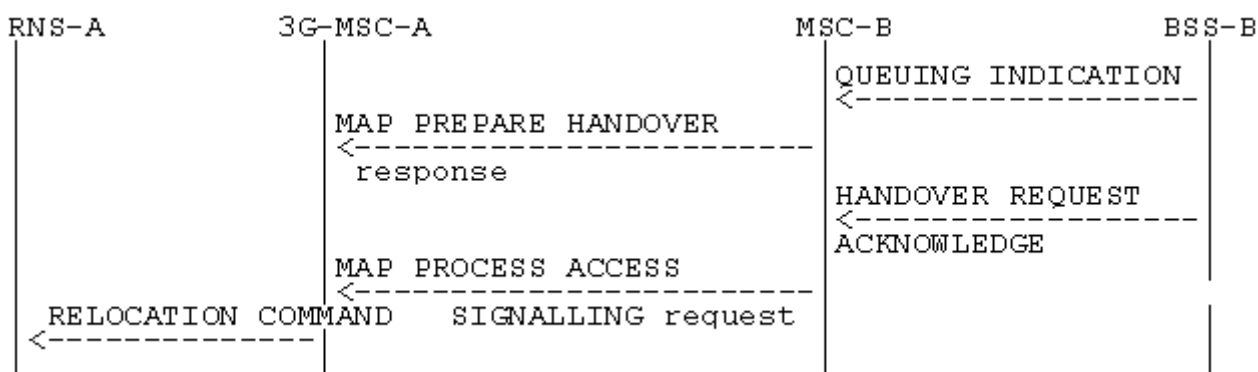 RNS-A 3G-MSC-A MSC-B BSS-B
QUEUING INDICATION
MAP PREPARE HANDOVER
response
HANDOVER REQUEST
ACKNOWLEDGE
MAP PROCESS ACCESS
RELOCATION COMMAND SIGNALLING request